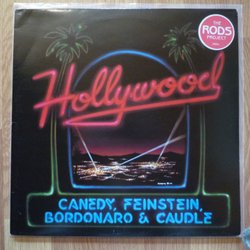 THE
RODS
PROJECT
Hollywood
CANEDY, FEINSTEIN,
BORDONARO & CAUDLE